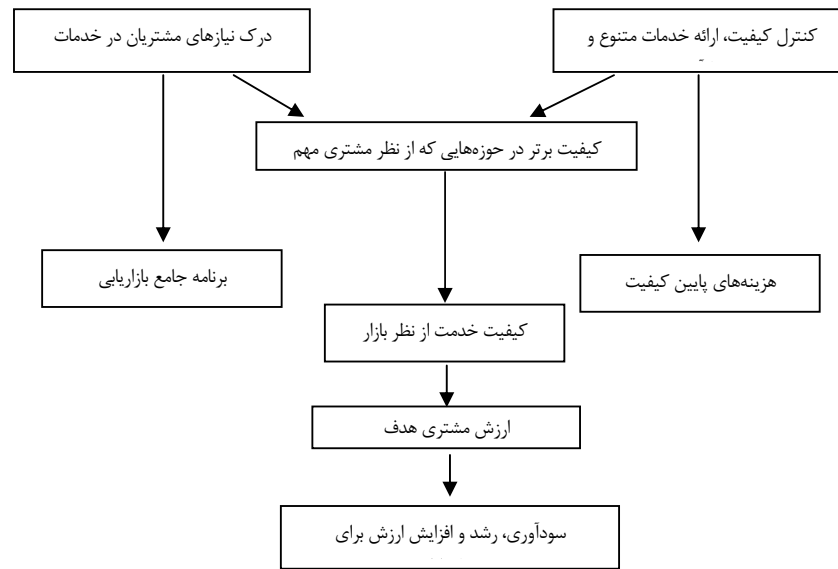 درک نیازهای مشتریان در خدمات
کنترل کیفیت، ارائه خدمات متنوع و
کیفیت برتر در حوزه‌هایی که از نظر مشتری مهم
برنامه جامع بازاریابی
هزینه‌های پایین کیفیت
کیفیت خدمت از نظر بازار
ارزش مشتری هدف
سودآوری، رشد و افزایش ارزش برای